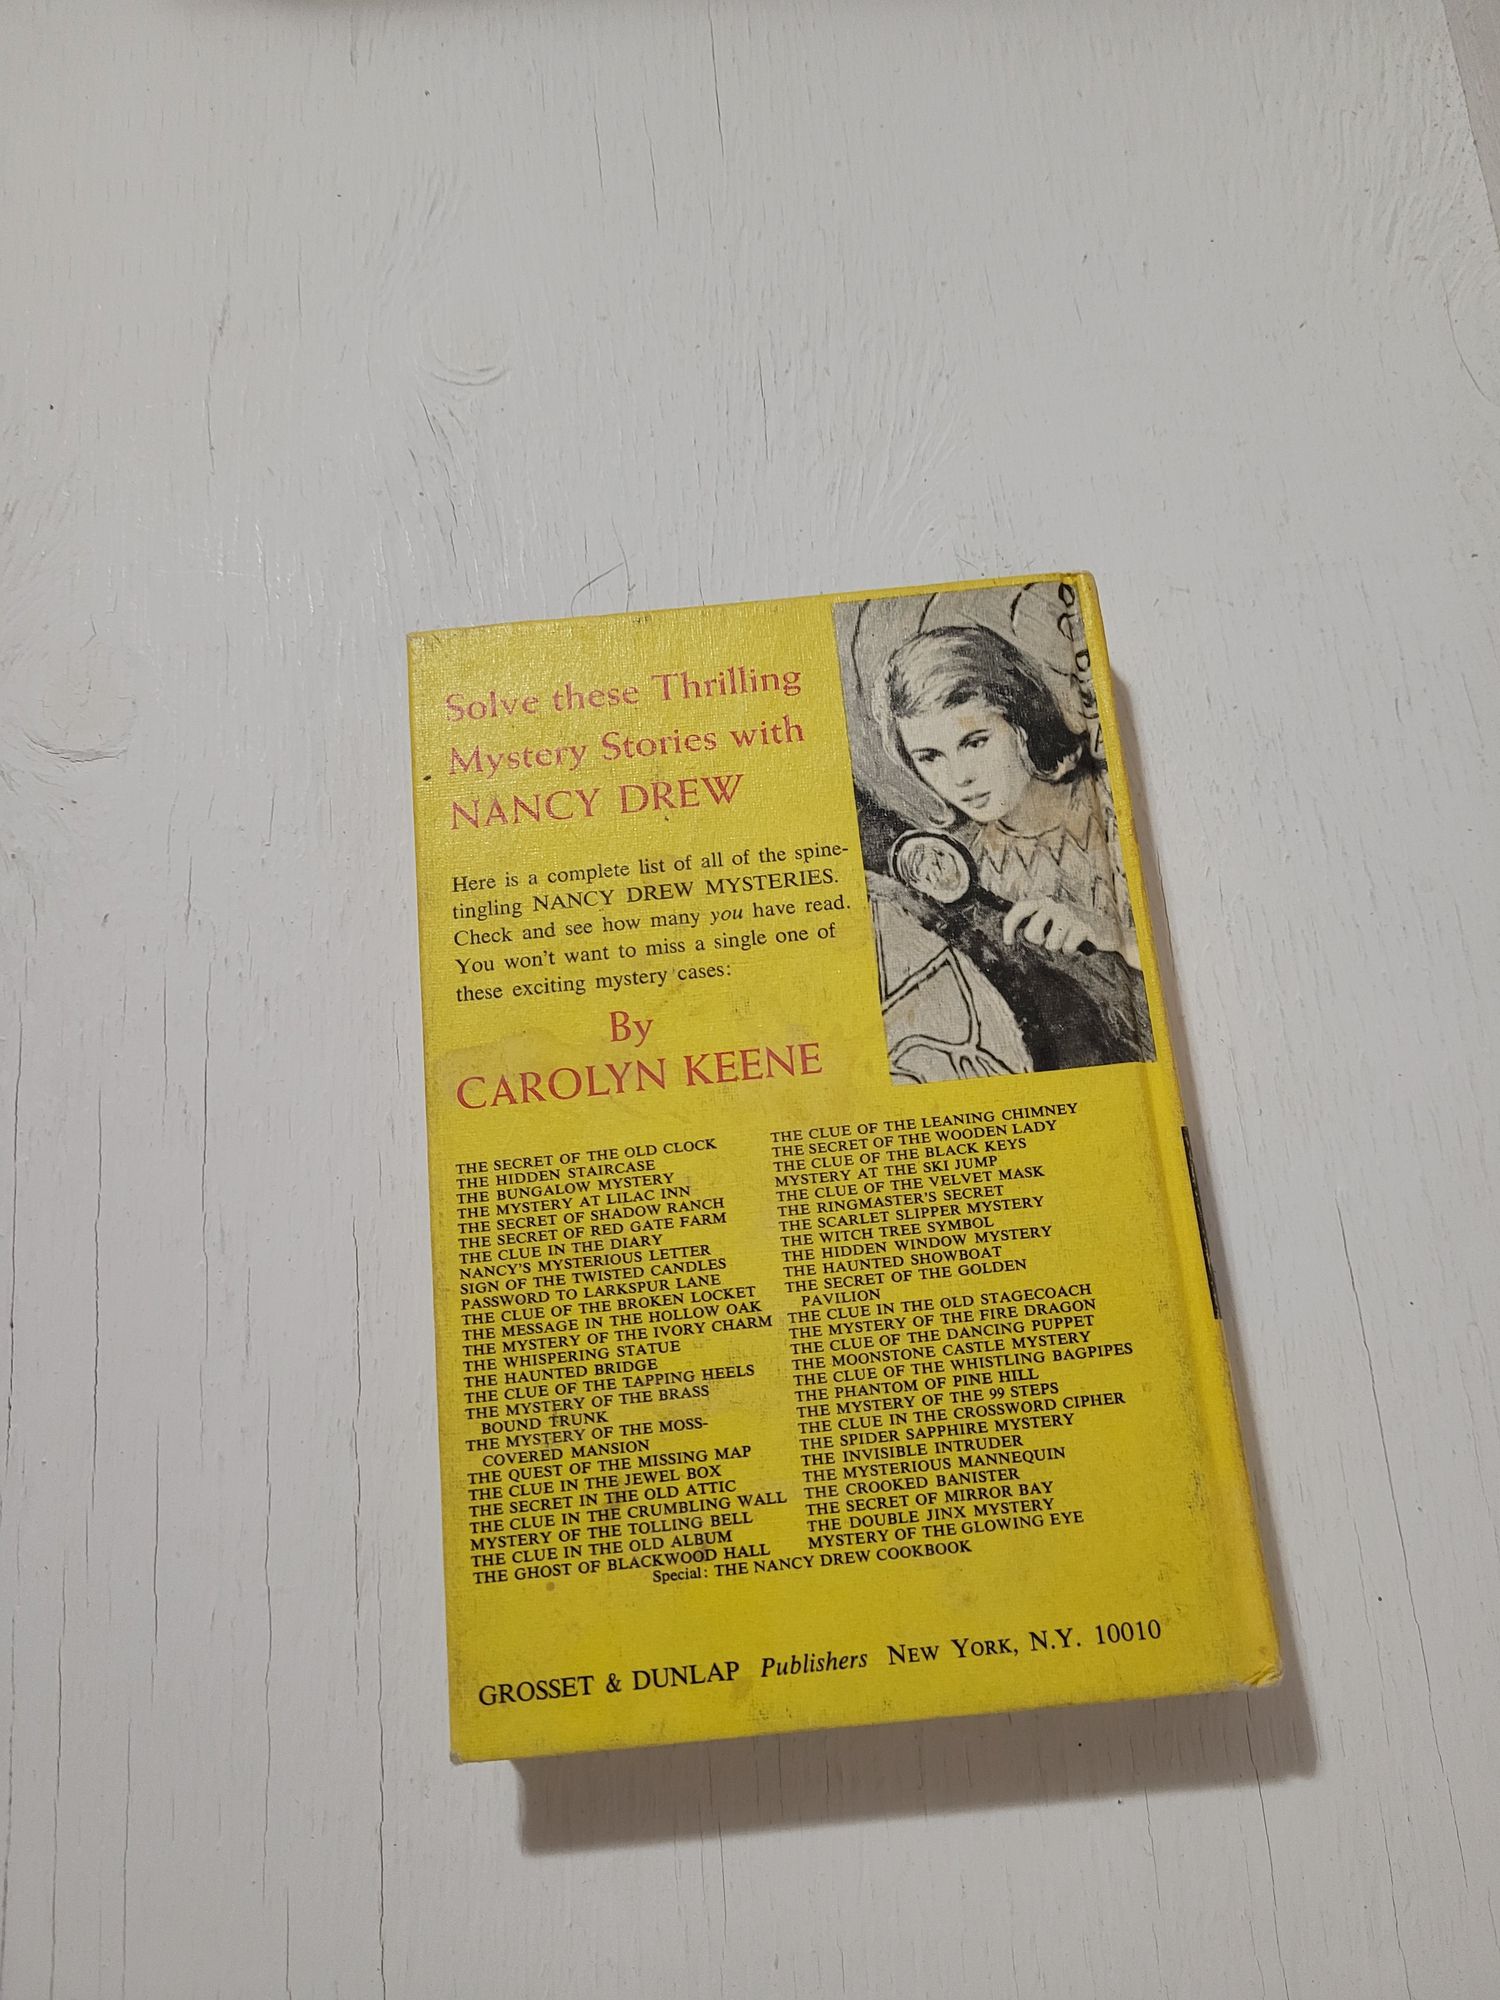 Solve these Thrilling
Mystery Stories with
NANCY DREW
Here is a complete list of all of the spine-
tingling NANCY DREW MYSTERIES.
Check and see how many you have read.
You won't want to miss a single one of
these exciting mystery cases:
By
CAROLYN KEENE
THE SECRET OF THE OLD CLOCK
THE HIDDEN STAIRCASE
THE BUNGALOW MYSTERY
THE MYSTERY AT LILAC INN
THE SECRET OF SHADOW RANCH
THE SECRET OF RED GATE FARM
THE CLUE IN THE DIARY
NANCY'S MYSTERIOUS LETTER
SIGN OF THE TWISTED CANDLES
PASSWORD TO LARKSPUR LANE
THE CLUE OF THE BROKEN LOCKET
THE MESSAGE IN THE HOLLOW OAK
THE MYSTERY OF THE IVORY CHARM
THE WHISPERING STATUE
THE HAUNTED BRIDGE
THE CLUE OF THE TAPPING HEELS
THE MYSTERY OF THE BRASS
BOUND TRUNK
THE MYSTERY OF THE MOSS-
COVERED MANSION
THE QUEST OF THE MISSING MAP
THE CLUE IN THE JEWEL BOX
THE SECRET IN THE OLD ATTIC
THE CLUE IN THE CRUMBLING WALL
MYSTERY OF THE TOLLING BELL
THE CLUE IN THE OLD ALBUM
THE GHOST OF BLACKWOOD HALL
THE CLUE OF THE LEANING CHIMNEY
THE SECRET OF THE WOODEN LADY
THE CLUE OF THE BLACK KEYS
MYSTERY AT THE SKI JUMP
THE CLUE OF THE VELVET MASK
THE RINGMASTER'S SECRET
THE SCARLET SLIPPER MYSTERY
THE WITCH TREE SYMBOL
THE HIDDEN WINDOW MYSTERY
THE HAUNTED SHOWBOAT
THE SECRET OF THE GOLDEN
PAVILION
THE CLUE IN THE OLD STAGECOACH
THE MYSTERY OF THE FIRE DRAGON
THE CLUE OF THE DANCING PUPPET
THE MOONSTONE CASTLE MYSTERY
THE CLUE OF THE WHISTLING BAGPIPES
THE PHANTOM OF PINE HILL
THE MYSTERY OF THE 99 STEPS
THE CLUE IN THE CROSSWORD CIPHER
THE SPIDER SAPPHIRE MYSTERY
THE INVISIBLE INTRUDER
THE MYSTERIOUS MANNEQUIN
THE CROOKED BANISTER
THE SECRET OF MIRROR BAY
THE DOUBLE JINX MYSTERY
MYSTERY OF THE GLOWING EYE
Special: THE NANCY DREW COOKBOOK
GROSSET & DUNLAP Publishers NEW YORK, N.Y. 10010